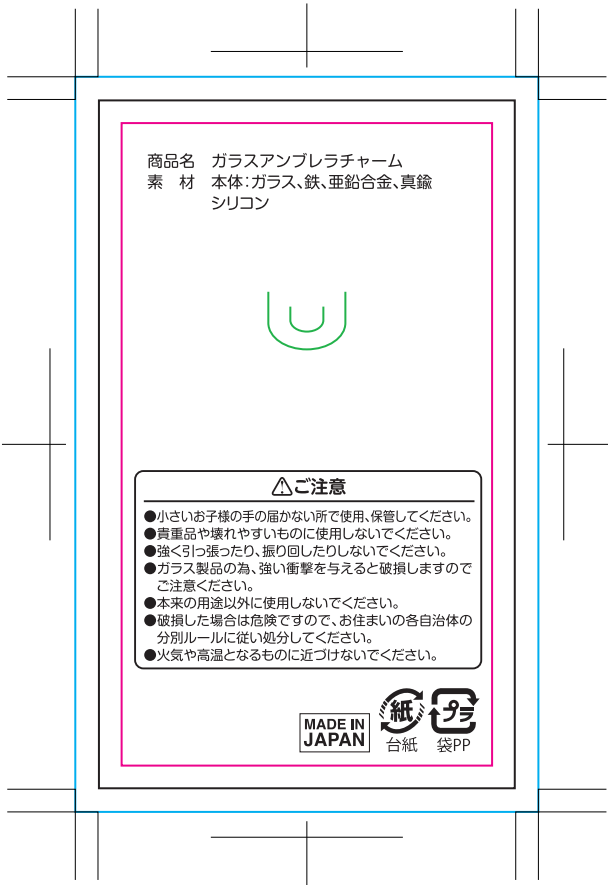 商品名 ガラスアンブレラチャーム
素 材 本体:ガラス、鉄、亜鉛合金、真鍮
シリコン
⚠ご注意
●小さいお子様の手の届かない所で使用、保管してください。
●貴重品や壊れやすいものに使用しないでください。
●強く引っ張ったり、振り回したりしないでください。
●ガラス製品の為、強い衝撃を与えると破損しますので
ご注意ください。
●本来の用途以外に使用しないでください。
●破損した場合は危険ですので、お住まいの各自治体の
分別ルールに従い処分してください。
●火気や高温となるものに近づけないでください。
MADE IN
JAPAN
紙
台紙
プラ
袋PP